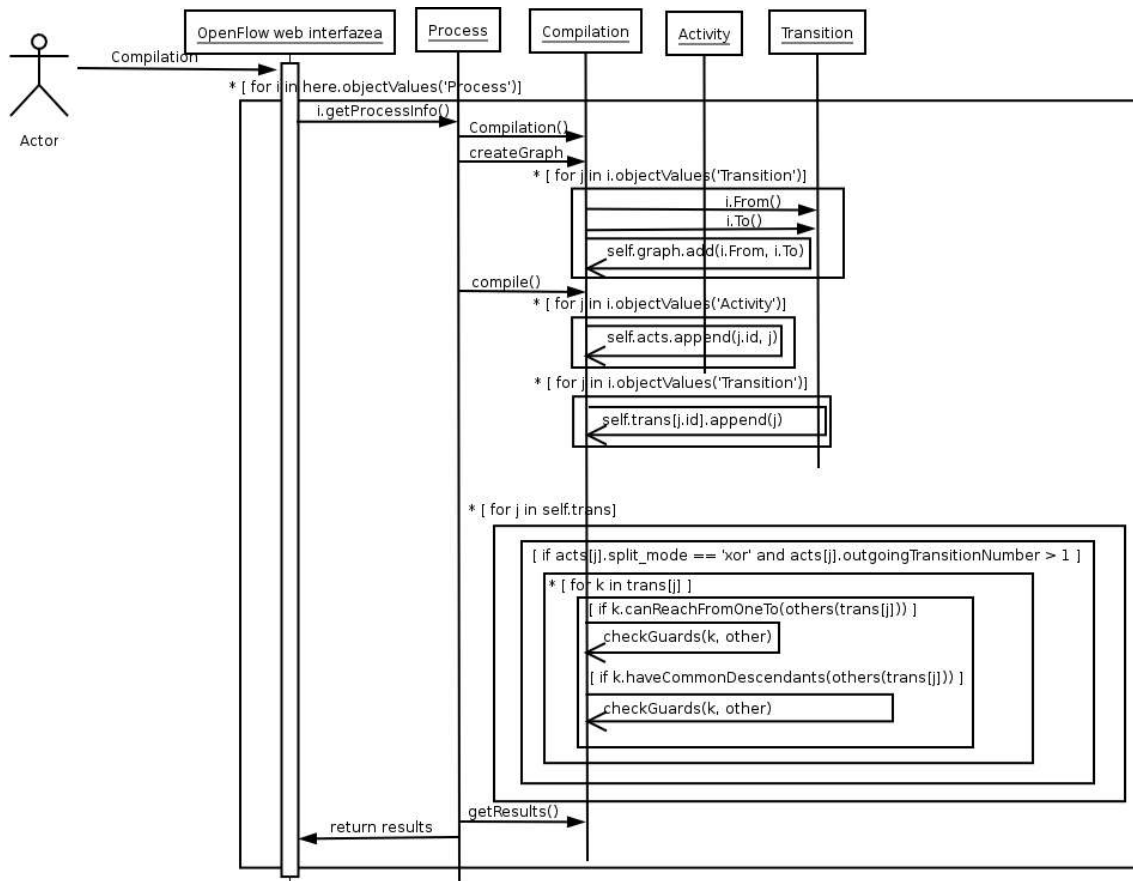 OpenFlow web interfazea
Process
Compilation
Activity
Transition
Compilation
Actor
* [ for i in here.objectValues('Process')]
i.getProcessInfo()
Compilation()
createGraph
* [ for j in i.objectValues('Transition')]
i.From()
i.To()
self.graph.add(i.From, i.To)
compile()
* [ for j in i.objectValues('Activity')]
self.acts.append(j.id, j)
* [ for j in i.objectValues('Transition')]
self.trans[j.id].append(j)
* [ for j in self.trans]
[ if acts[j].split_mode == 'xor' and acts[j].outgoingTransitionNumber > 1 ]
* [ for k in trans[j] ]
[ if k.canReachFromOneTo(others(trans[j])) ]
checkGuards(k, other)
[ if k.haveCommonDescendants(others(trans[j])) ]
checkGuards(k, other)
getResults()
return results